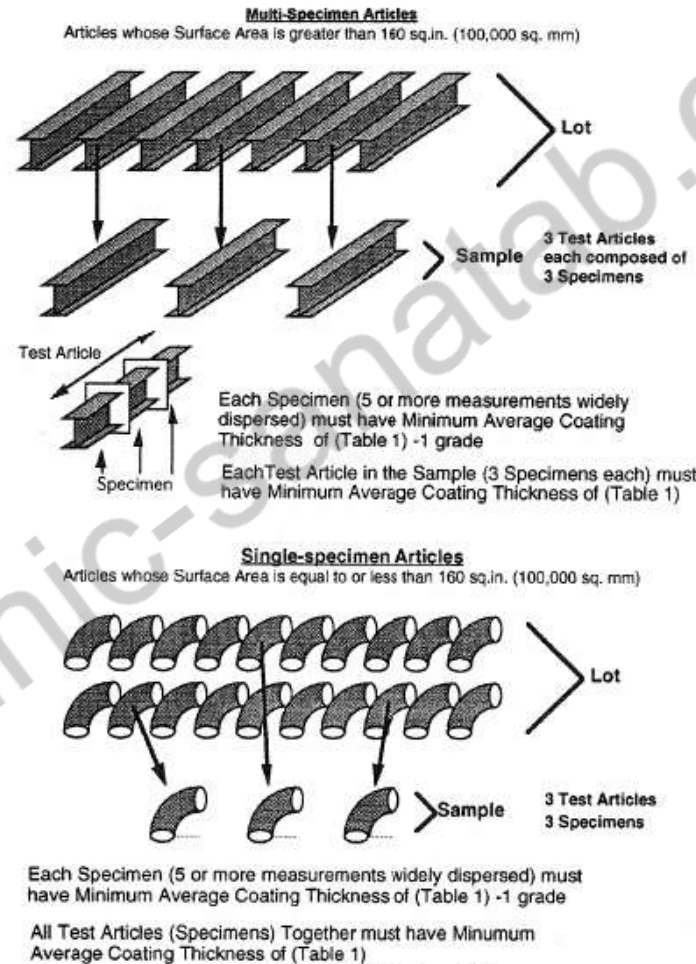 Multi-Specimen Articles
Articles whose Surface Area is greater than 160 sq.in. (100,000 sq. mm)
Lot
Sample
3 Test Articles
each composed of
3 Specimens
Test Article
Specimen
Each Specimen (5 or more measurements widely
dispersed) must have Minimum Average Coating
Thickness of (Table 1) -1 grade
EachTest Article in the Sample (3 Specimens each) must
have Minimum Average Coating Thickness of (Table 1)
Single-specimen Articles
Articles whose Surface Area is equal to or less than 160 sq.in. (100,000 sq. mm)
Lot
Sample
3 Test Articles
3 Specimens
Each Specimen (5 or more measurements widely dispersed) must
have Minimum Average Coating Thickness of (Table 1) -1 grade
All Test Articles (Specimens) Together must have Minumum
Average Coating Thickness of (Table 1)
mic-sanatab.c